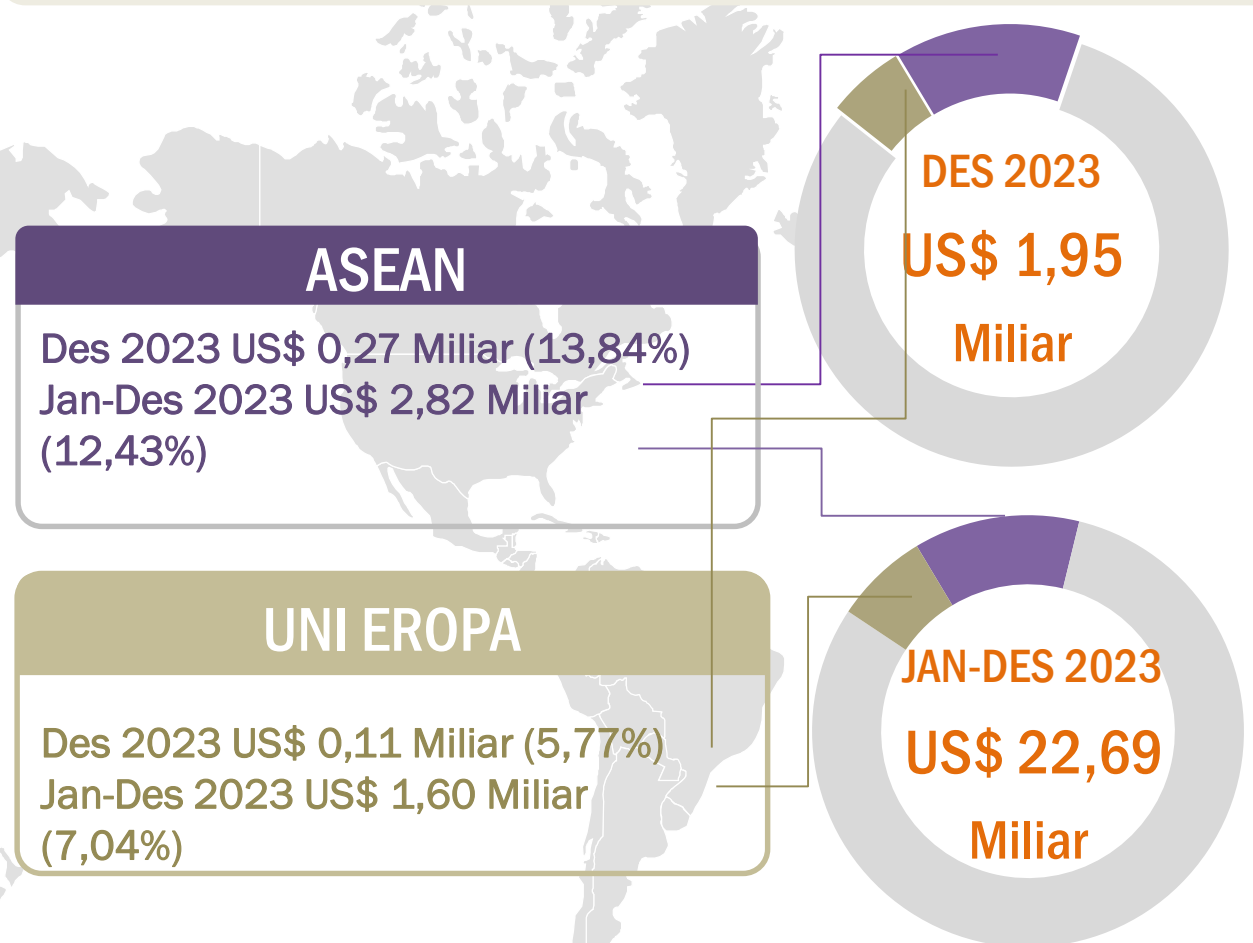 ASEAN
Des 2023 US$ 0,27 Miliar (13,84%)
Jan-Des 2023 US$ 2,82 Miliar
(12,43%)
UNI EROPA
Des 2023 US$ 0,11 Miliar (5,77%)
Jan-Des 2023 US$ 1,60 Miliar
(7,04%)
DES 2023
US$ 1,95
Miliar
JAN-DES 2023
US$ 22,69
Miliar